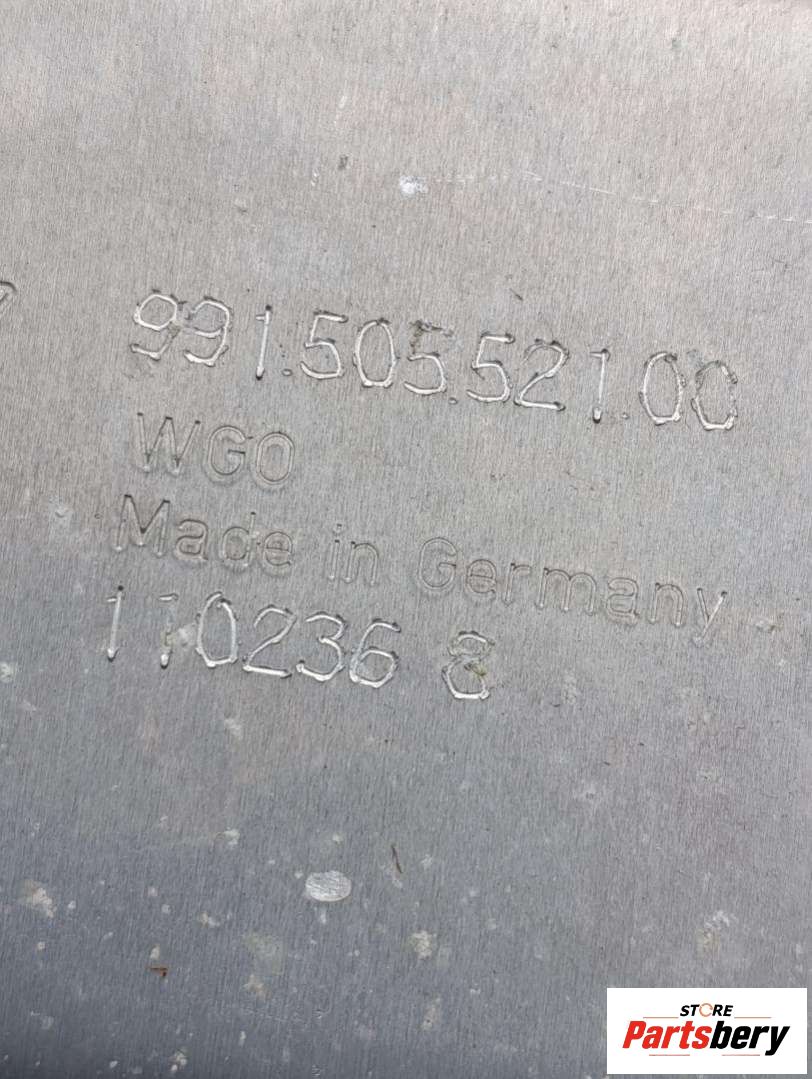 991.505.521.00
WGO
Made in Germany
110236 8
STORE
Partsbery